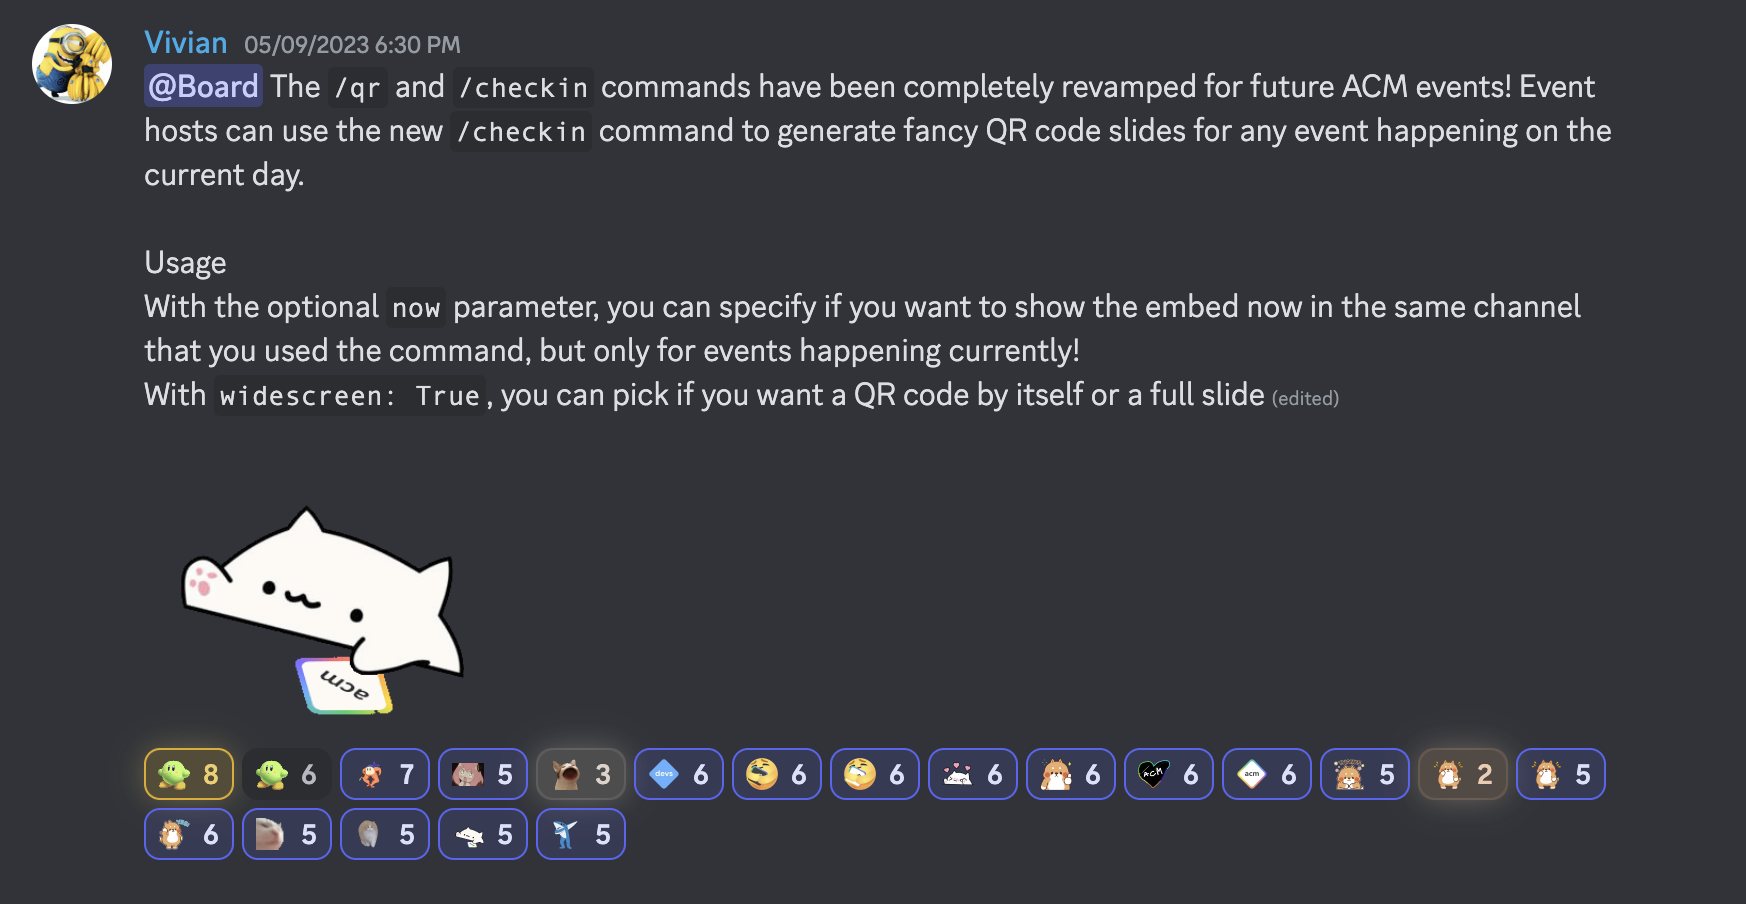 Vivian 05/09/2023 6:30 PM
@Board The /qr and /checkin commands have been completely revamped for future ACM events! Event
hosts can use the new /checkin command to generate fancy QR code slides for any event happening on the
current day.
Usage
With the optional now parameter, you can specify if you want to show the embed now in the same channel
that you used the command, but only for events happening currently!
With widescreen: True, you can pick if you want a QR code by itself or a full slide (edited)
acm
8 6 7 5 3 devs 6 6 6 6 6 ACM 6 acm 6 5 2 5
6 5 5 5 5